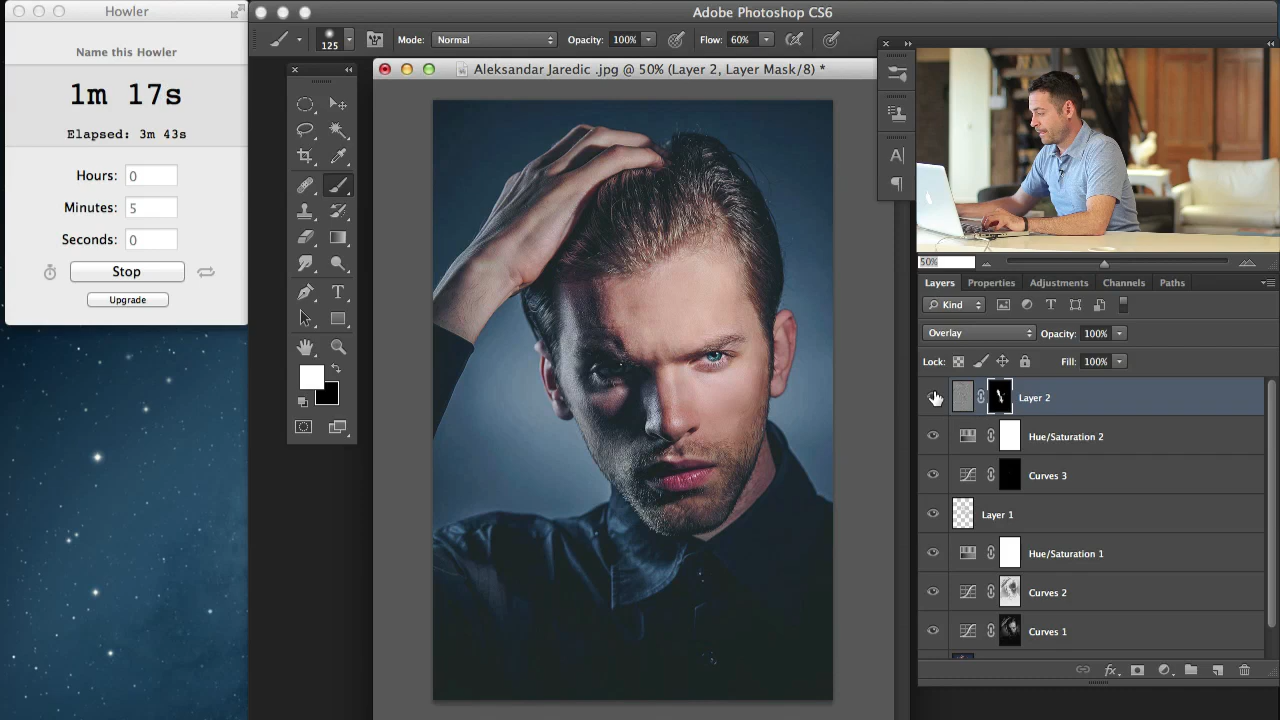 Howler
Name this Howler
1m 17s
Elapsed: 3m 43s
Hours: 0
Minutes: 5
Seconds: 0
Stop
Upgrade
Adobe Photoshop CS6
125
Mode: Normal
Opacity: 100%
Flow: 60%
Aleksandar Jaredic .jpg @ 50% (Layer 2, Layer Mask/8) *
T
A
50%
Layers Properties Adjustments Channels Paths
Kind
T
Overlay
Opacity: 100%
Lock:
Fill: 100%
Layer 2
Hue/Saturation 2
Curves 3
Layer 1
Hue/Saturation 1
Curves 2
Curves 1
fx